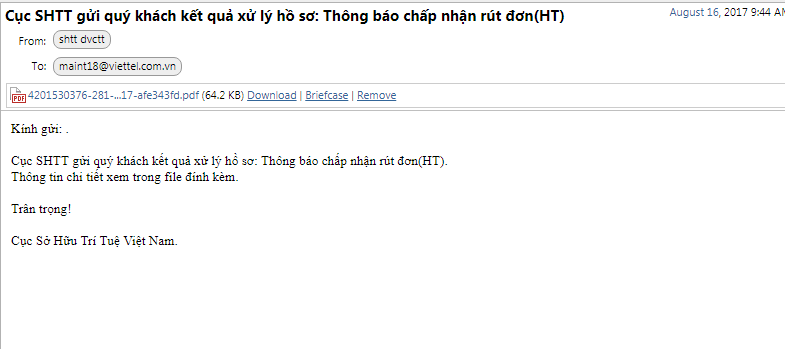 Cục SHTT gửi quý khách kết quả xử lý hồ sơ: Thông báo chấp nhận rút đơn(HT)
August 16, 2017 9:44 AM
From: shtt dvctt
To: maint18@viettel.com.vn
4201530376-281-...17-afe343fd.pdf (64.2 KB) Download | Briefcase | Remove
Kính gửi: .
Cục SHTT gửi quý khách kết quả xử lý hồ sơ: Thông báo chấp nhận rút đơn(HT).
Thông tin chi tiết xem trong file đính kèm.
Trân trọng!
Cục Sở Hữu Trí Tuệ Việt Nam.